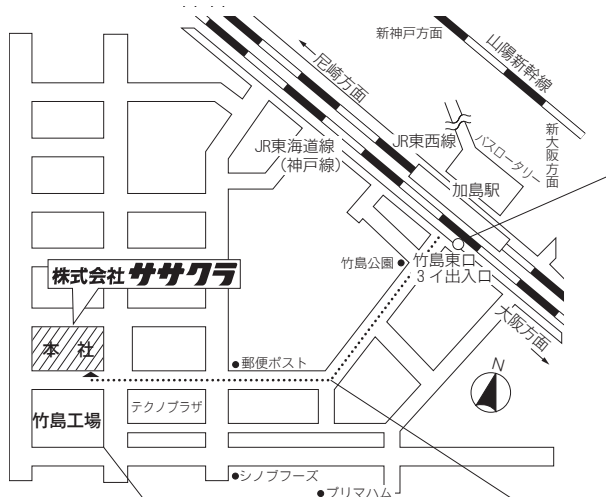 新神戸方面
山陽新幹線
尼崎方面
JR東海道線
（神戸線）
JR東西線
バスロータリー
新大阪方面
加島駅
竹島公園
竹島東口
3イ出入口
大阪方面
株式会社 ササクラ
本社
郵便ポスト
N
竹島工場
テクノプラザ
シノブフーズ
プリマハム